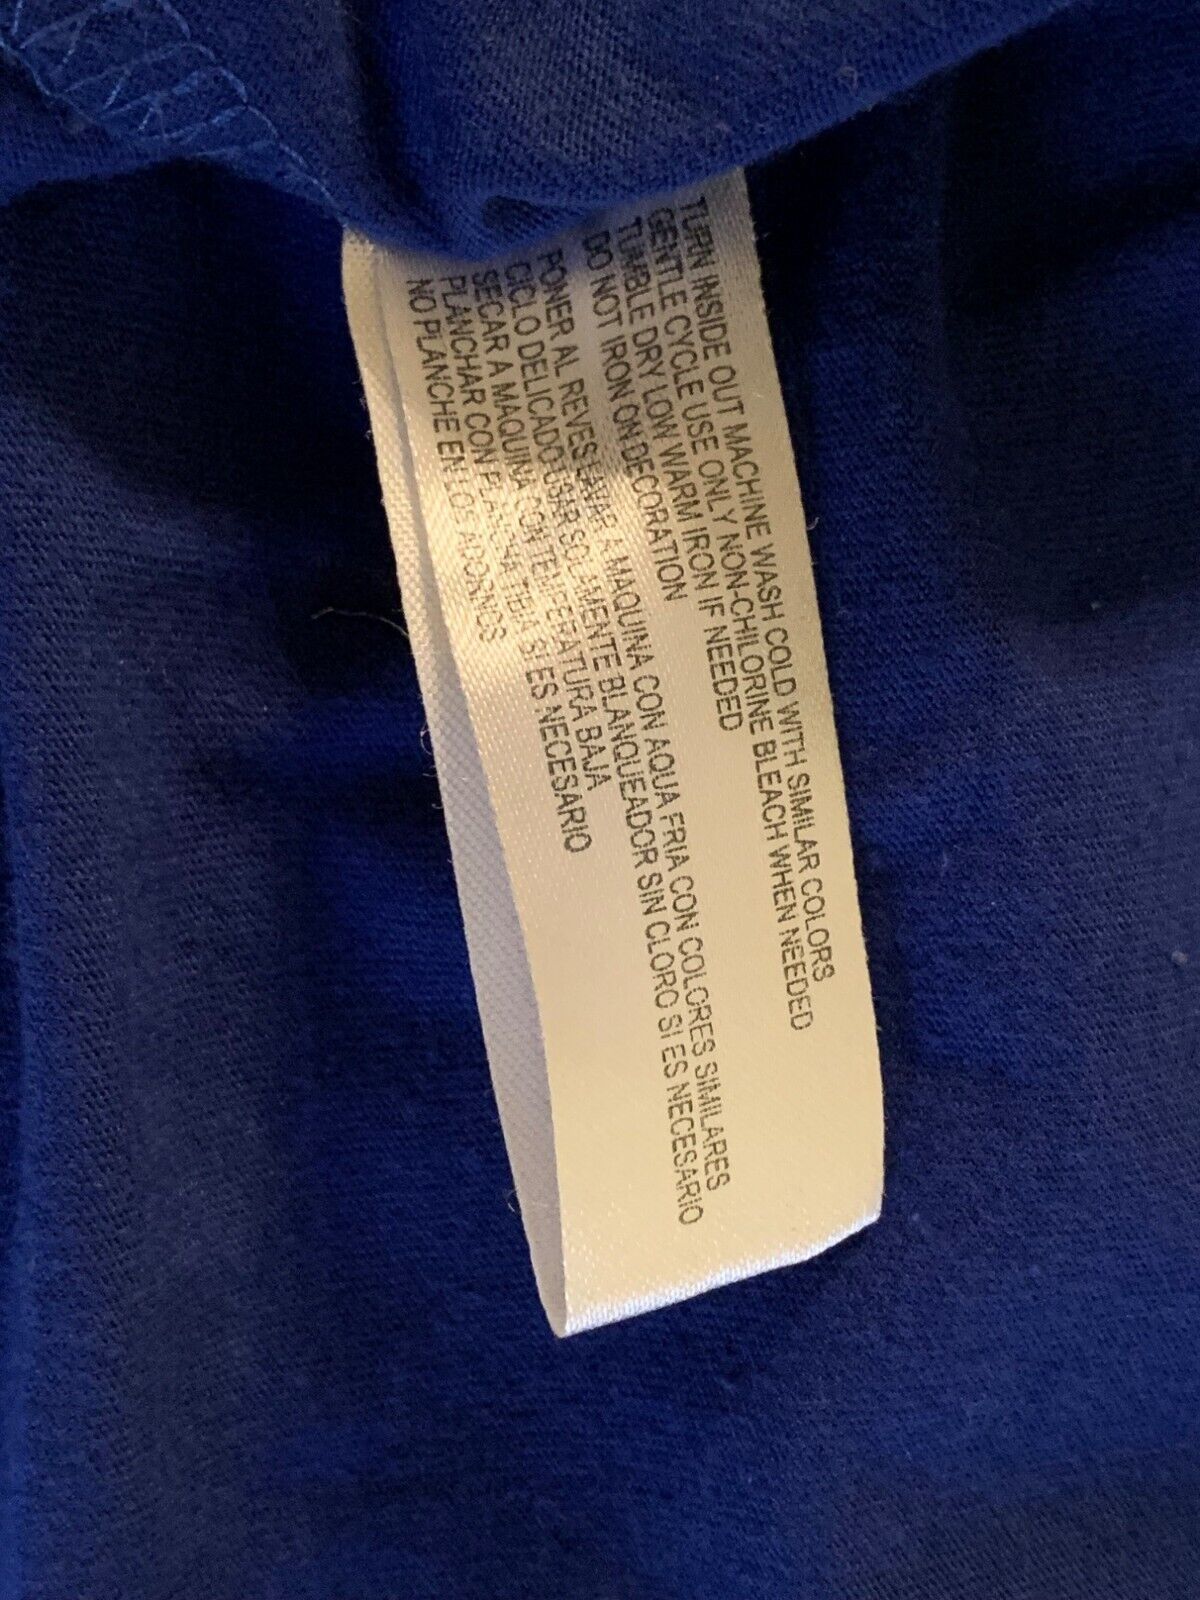 TURN INSIDE OUT MACHINE WASH COLD WITH SIMILAR COLORS
GENTLE CYCLE USE ONLY NON-CHILORINE BLEACH WHEN NEEDED
TUMBLE DRY LOW WARM IRON IF NEEDED
DO NOT IRON ON DECORATION
PONER AL REVES LAVAR A MAQUINA CON AQUA FRIA CON COLORES SIMILARES
CICLO DELICADO USAR SOLAMENTE BLANQUEADOR SIN CLORO SI ES NECESARIO
SECAR A MAQUINA CON TEMPERATURA BAJA
PLANCHAR CON PLANCHA TIBIA SI ES NECESARIO
NO PLANCHE EN LOS ADORNOS